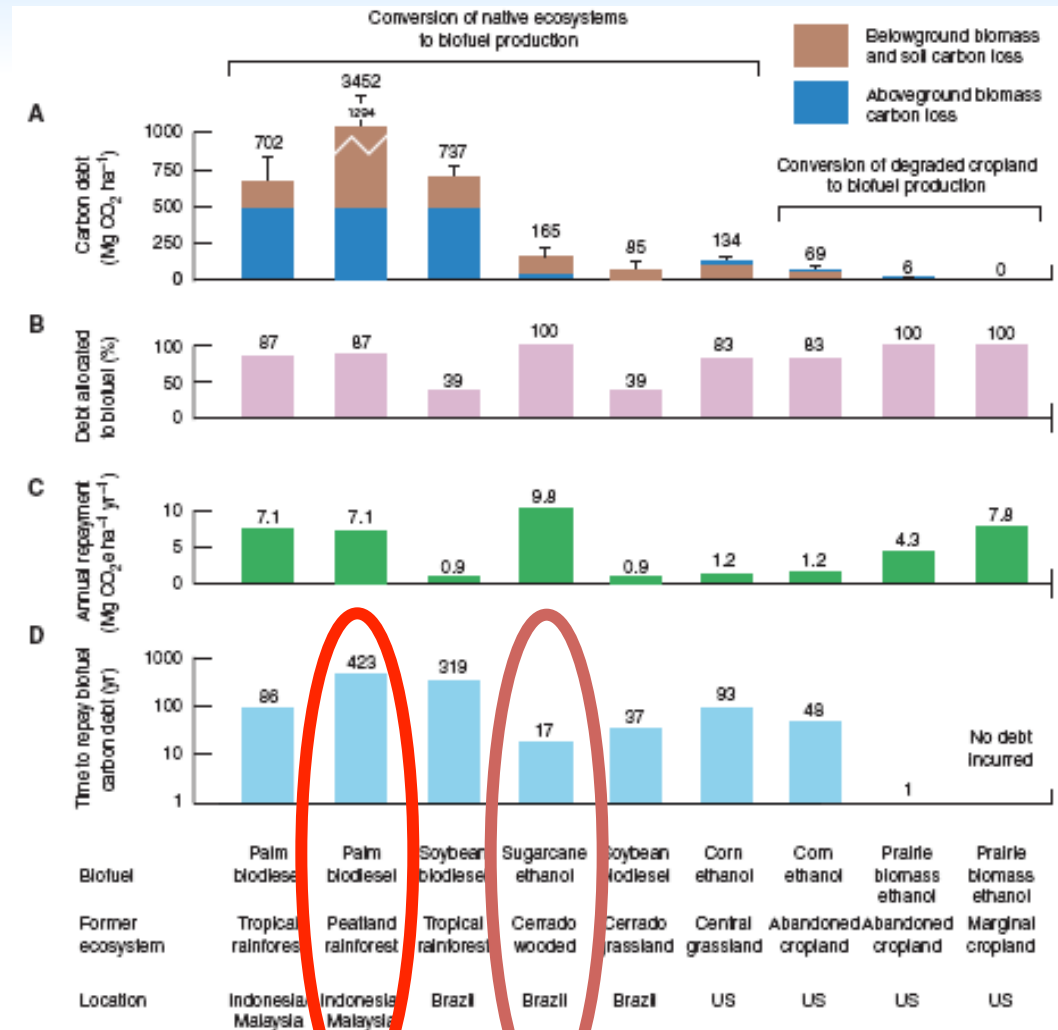 Conversion of native ecosystems
to biofuel production
Belowground biomass
and soil carbon loss
Aboveground biomass
carbon loss
Conversion of degraded cropland
to biofuel production
A
Carbon debt
(Mg CO2 ha−1)
1000
750
500
250
0
702
3452
1294
737
165
85
134
69
6
0
B
Debt allocated
to biofuel (%)
100
50
0
87
87
39
100
39
83
83
100
100
C
Annual repayment
(Mg CO2e ha−1 yr−1)
10
5
0
7.1
7.1
0.9
9.8
0.9
1.2
1.2
4.3
7.8
D
Time to repay biofuel
carbon debt (yr)
1000
100
10
1
86
423
319
17
37
93
48
1
No debt
incurred
Biofuel
Palm
biodiesel
Palm
biodiesel
Soybean
biodiesel
Sugarcane
ethanol
Soybean
biodiesel
Corn
ethanol
Corn
ethanol
Prairie
biomass
ethanol
Prairie
biomass
ethanol
Former
ecosystem
Tropical
rainforest
Peatland
rainforest
Tropical
rainforest
Cerrado
wooded
Cerrado
grassland
Central
grassland
Abandoned
cropland
Abandoned
cropland
Marginal
cropland
Location
Indonesia/
Malaysia
Indonesia/
Malaysia
Brazil
Brazil
Brazil
US
US
US
US